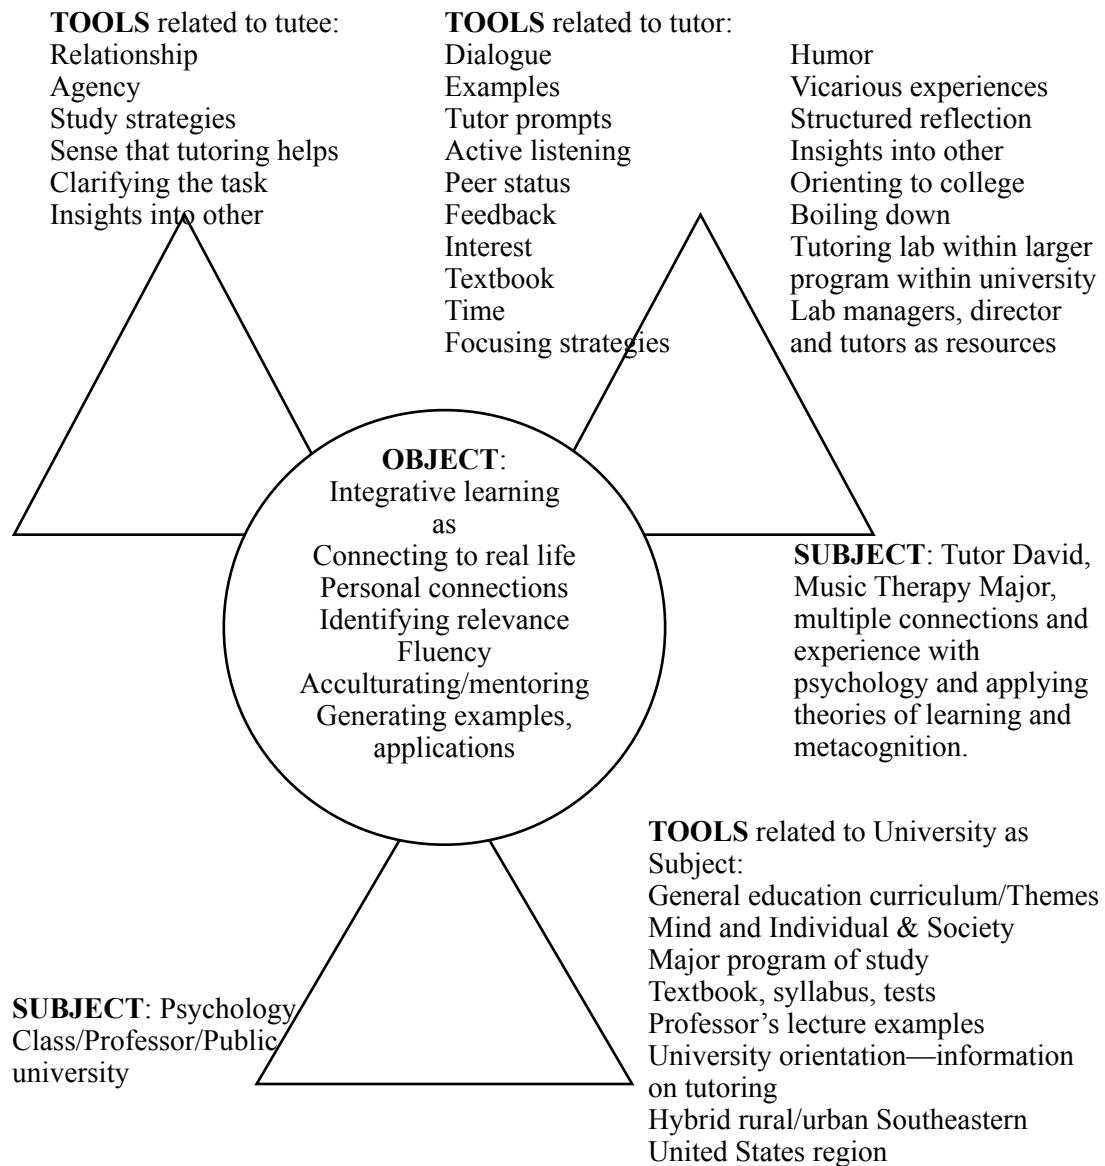 TOOLS related to tutee:
Relationship
Agency
Study strategies
Sense that tutoring helps
Clarifying the task
Insights into other
TOOLS related to tutor:
Dialogue
Examples
Tutor prompts
Active listening
Peer status
Feedback
Interest
Textbook
Time
Focusing strategies
Humor
Vicarious experiences
Structured reflection
Insights into other
Orienting to college
Boiling down
Tutoring lab within larger
program within university
Lab managers, director
and tutors as resources
OBJECT:
Integrative learning
as
Connecting to real life
Personal connections
Identifying relevance
Fluency
Acculturating/mentoring
Generating examples,
applications
SUBJECT: Tutor David,
Music Therapy Major,
multiple connections and
experience with
psychology and applying
theories of learning and
metacognition.
SUBJECT: Psychology
Class/Professor/Public
university
TOOLS related to University as
Subject:
General education curriculum/Themes
Mind and Individual & Society
Major program of study
Textbook, syllabus, tests
Professor’s lecture examples
University orientation—information
on tutoring
Hybrid rural/urban Southeastern
United States region